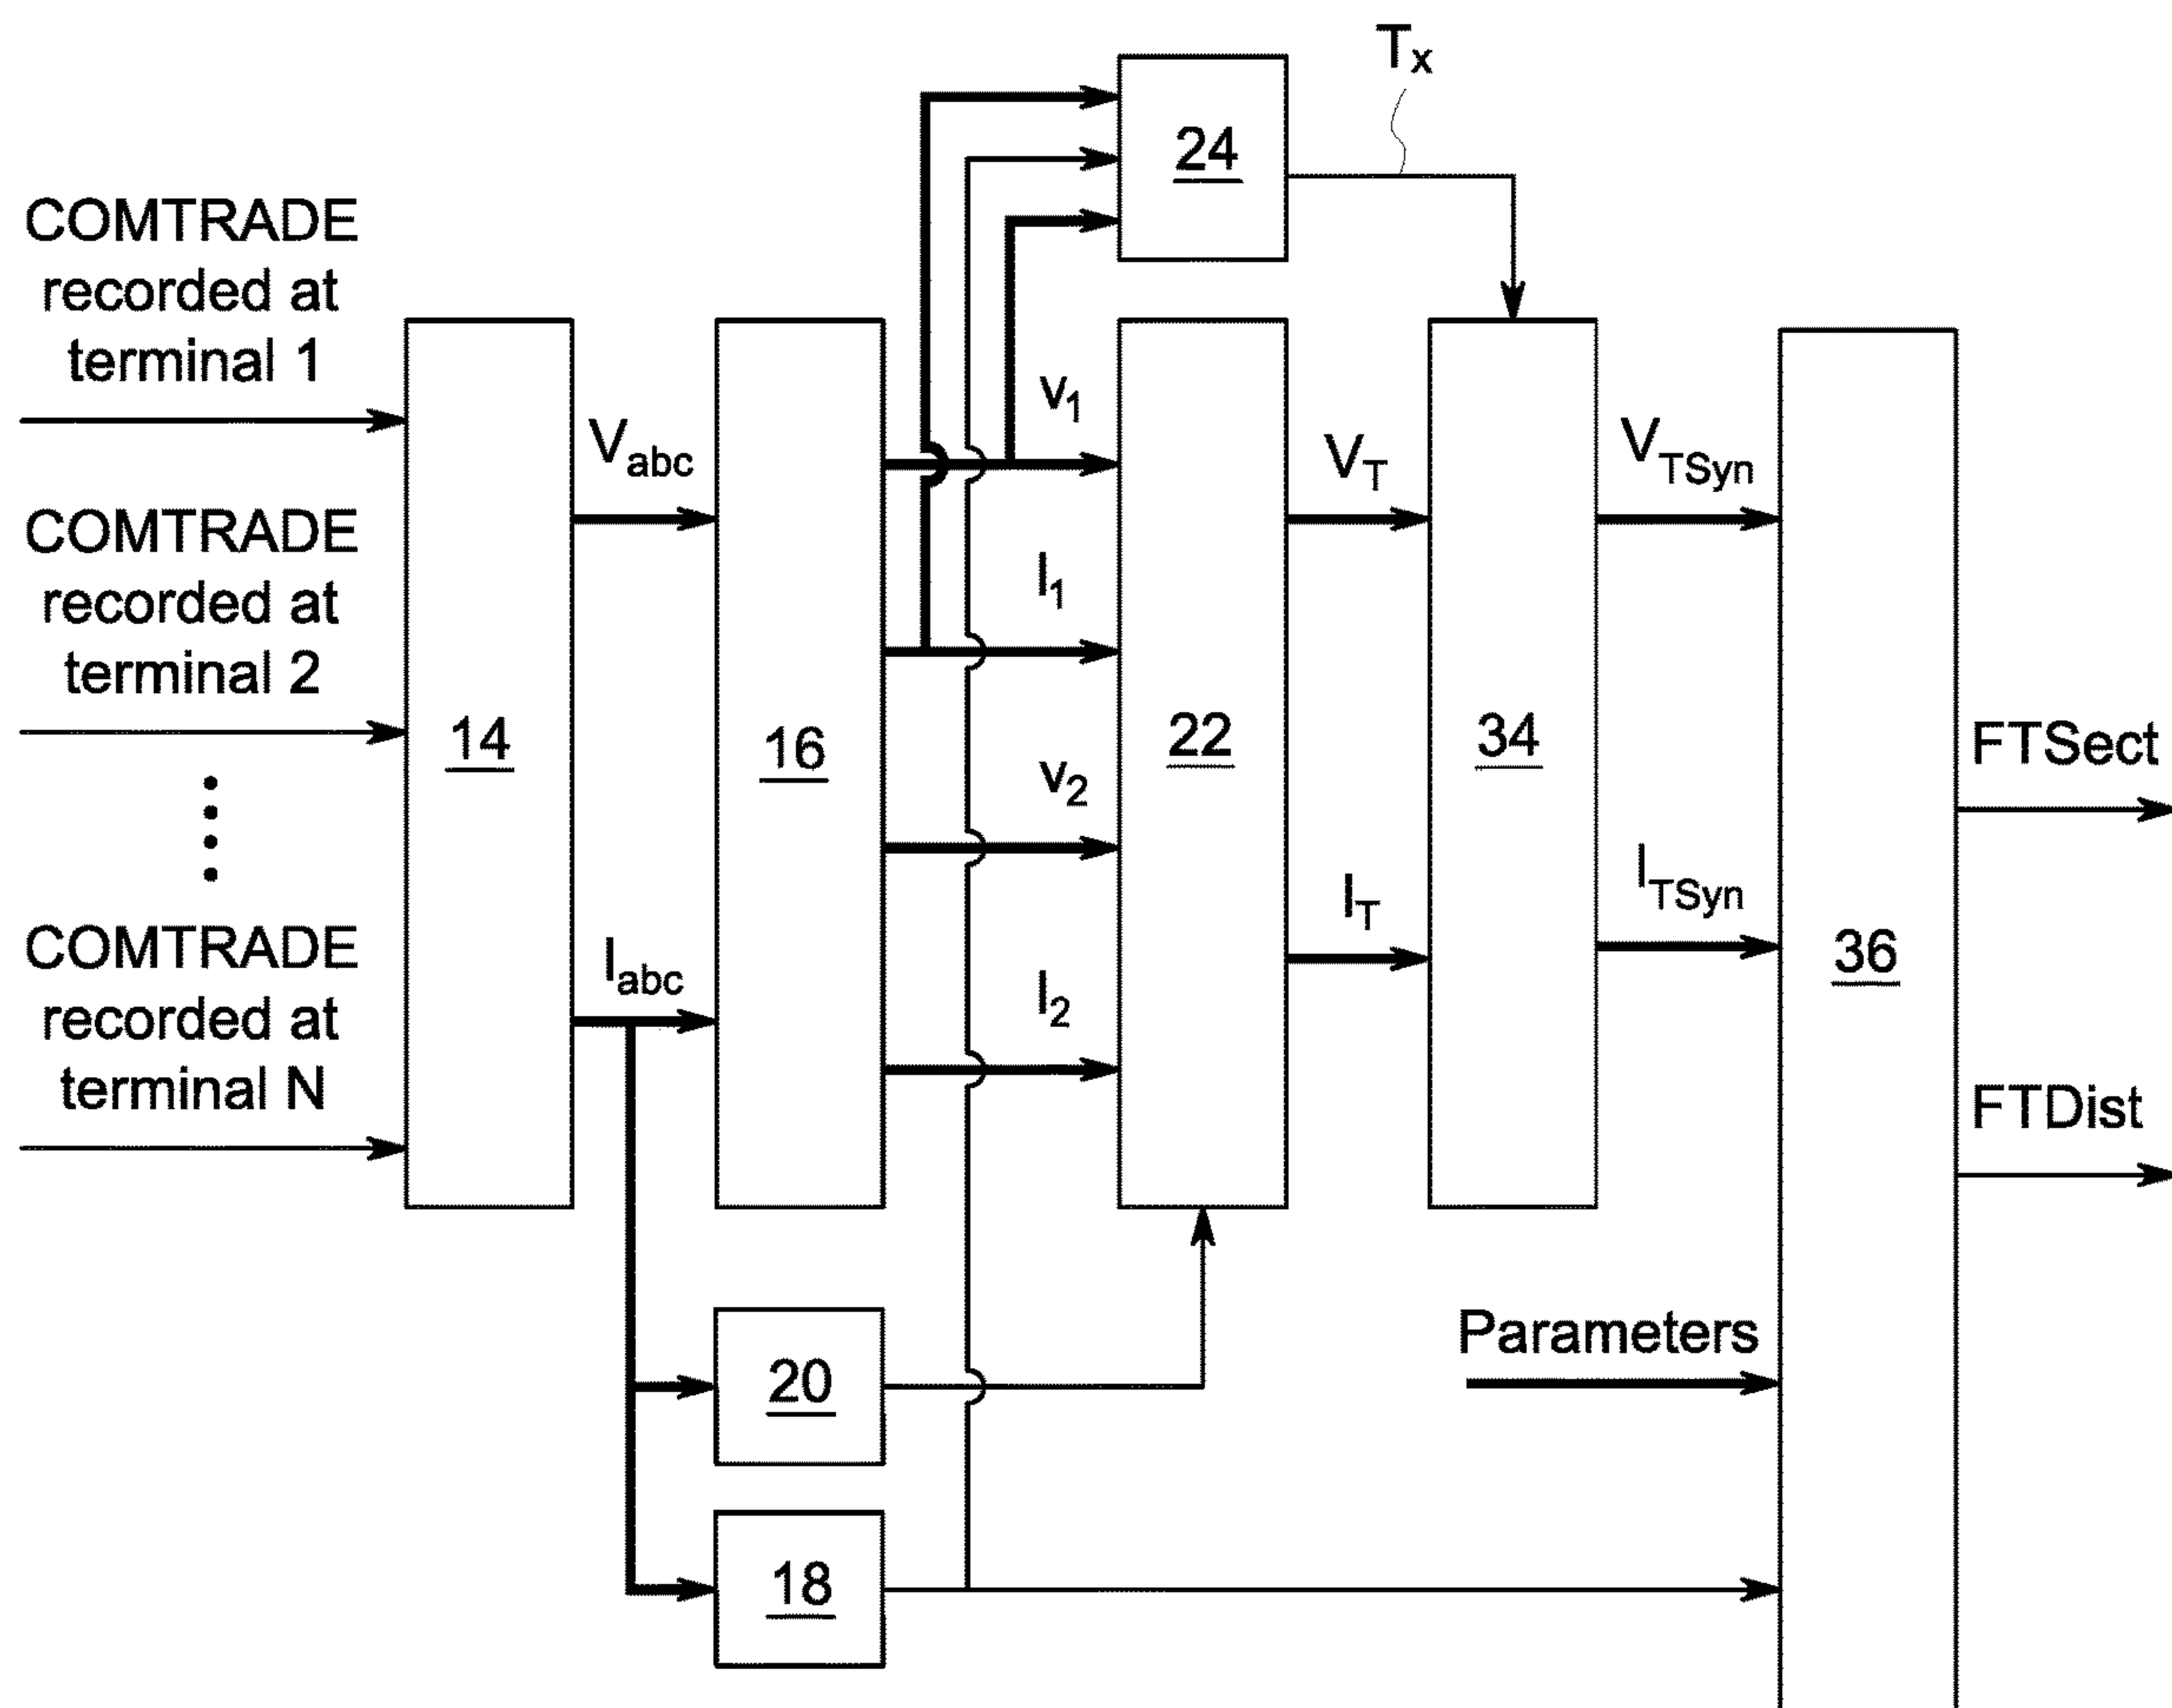 COMTRADE
recorded at
terminal 1
COMTRADE
recorded at
terminal 2
COMTRADE
recorded at
terminal N
14
Vabc
Iabc
16
20
18
v1
I1
v2
I2
24
Tx
22
VT
IT
34
VTSyn
ITSyn
Parameters
36
FTSect
FTDist